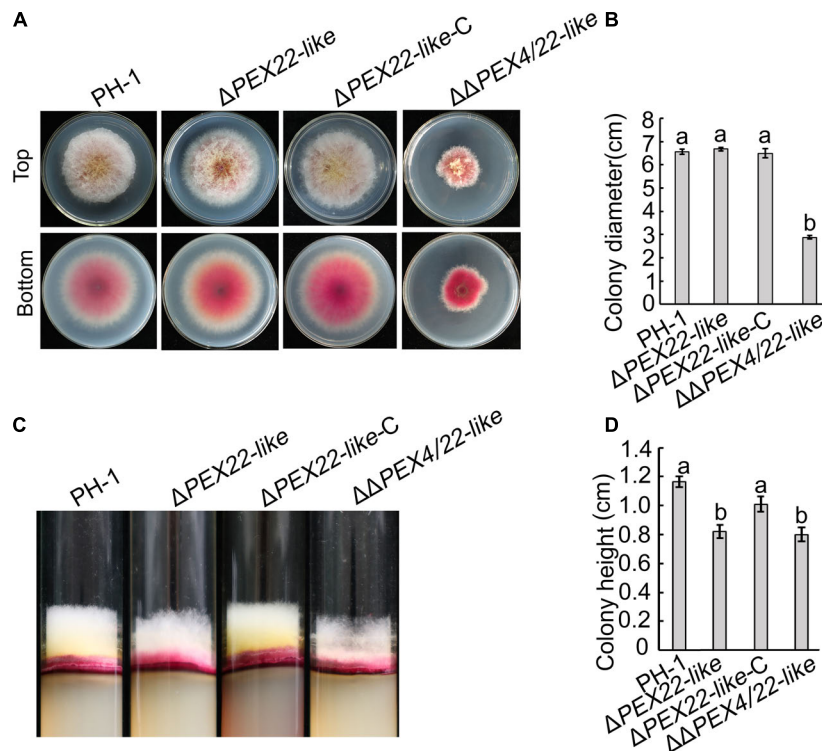 A
PH-1
ΔPEX22-like
ΔPEX22-like-C
ΔΔPEX4/22-like
Top
Bottom
B
Colony diameter(cm)
8
7
6
5
4
3
2
1
0
a
a
a
b
PH-1
ΔPEX22-like
ΔPEX22-like-C
ΔΔPEX4/22-like
C
PH-1
ΔPEX22-like
ΔPEX22-like-C
ΔΔPEX4/22-like
D
Colony height (cm)
1.4
1.2
1.0
0.8
0.6
0.4
0.2
0
a
b
a
b
PH-1
ΔPEX22-like
ΔPEX22-like-C
ΔΔPEX4/22-like